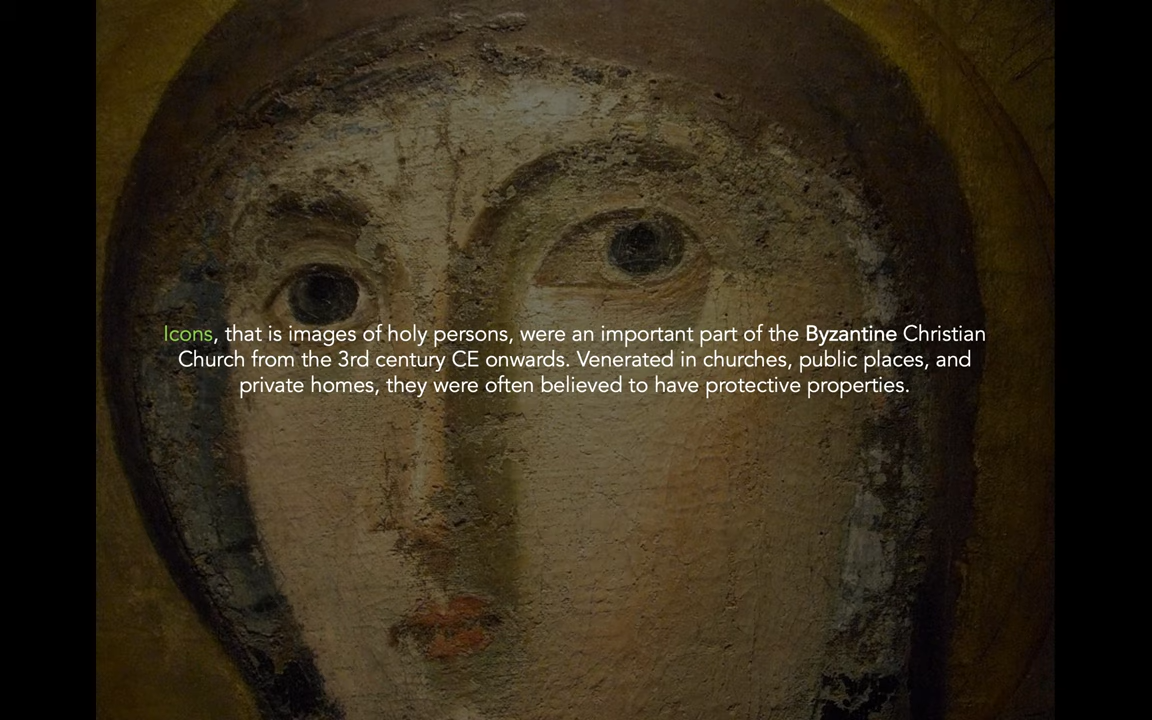 Icons, that is images of holy persons, were an important part of the Byzantine Christian
Church from the 3rd century CE onwards. Venerated in churches, public places, and
private homes, they were often believed to have protective properties.